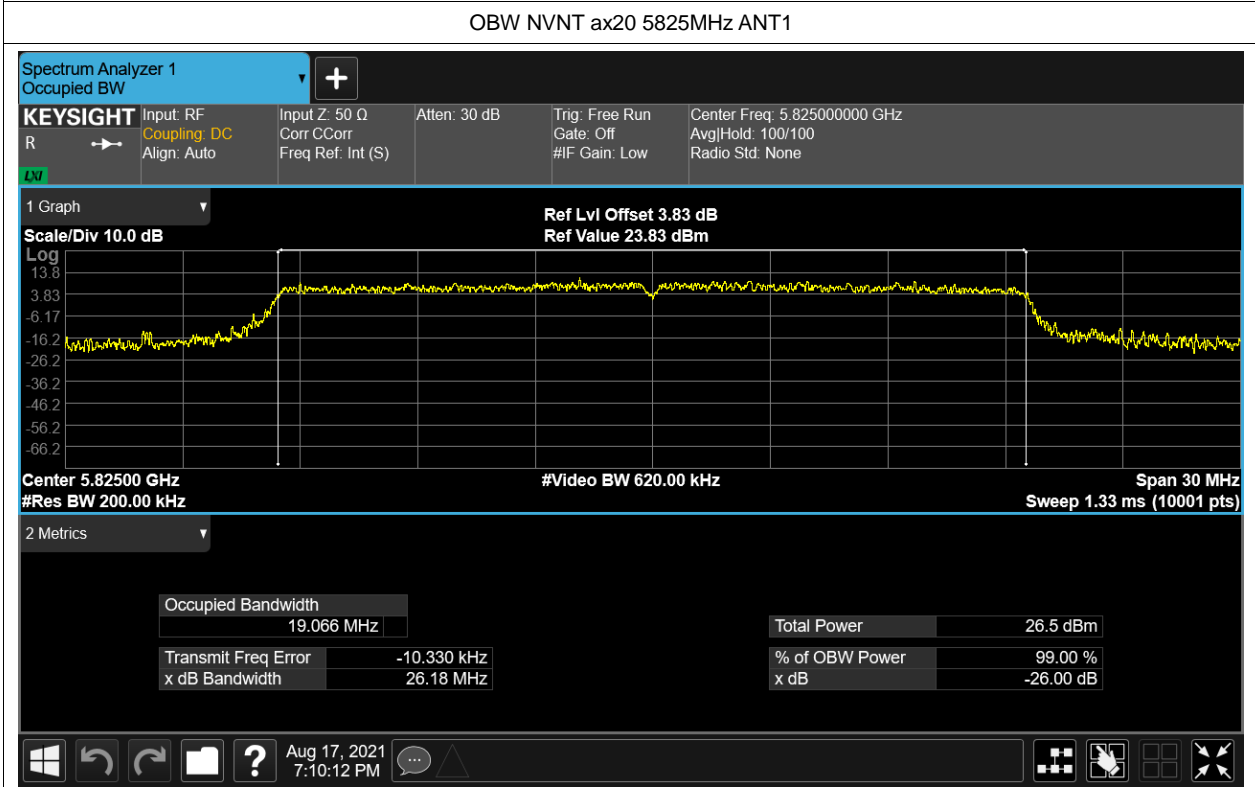 OBW NVNT ax20 5825MHz ANT1
Spectrum Analyzer 1
Occupied BW
KEYSIGHT Input: RF Input Z: 50 Ω Atten: 30 dB Trig: Free Run Center Freq: 5.825000000 GHz
R Coupling: DC Corr CCorr Gate: Off Avg|Hold: 100/100
Align: Auto Freq Ref: Int (S) #IF Gain: Low Radio Std: None
LXI
1 Graph
Ref Lvl Offset 3.83 dB
Scale/Div 10.0 dB Ref Value 23.83 dBm
Log
13.8
3.83
-6.17
-16.2
-26.2
-36.2
-46.2
-56.2
-66.2
Center 5.82500 GHz #Video BW 620.00 kHz Span 30 MHz
#Res BW 200.00 kHz Sweep 1.33 ms (10001 pts)
2 Metrics
Occupied Bandwidth
19.066 MHz Total Power 26.5 dBm
Transmit Freq Error -10.330 kHz % of OBW Power 99.00 %
x dB Bandwidth 26.18 MHz x dB -26.00 dB
? Aug 17, 2021
7:10:12 PM